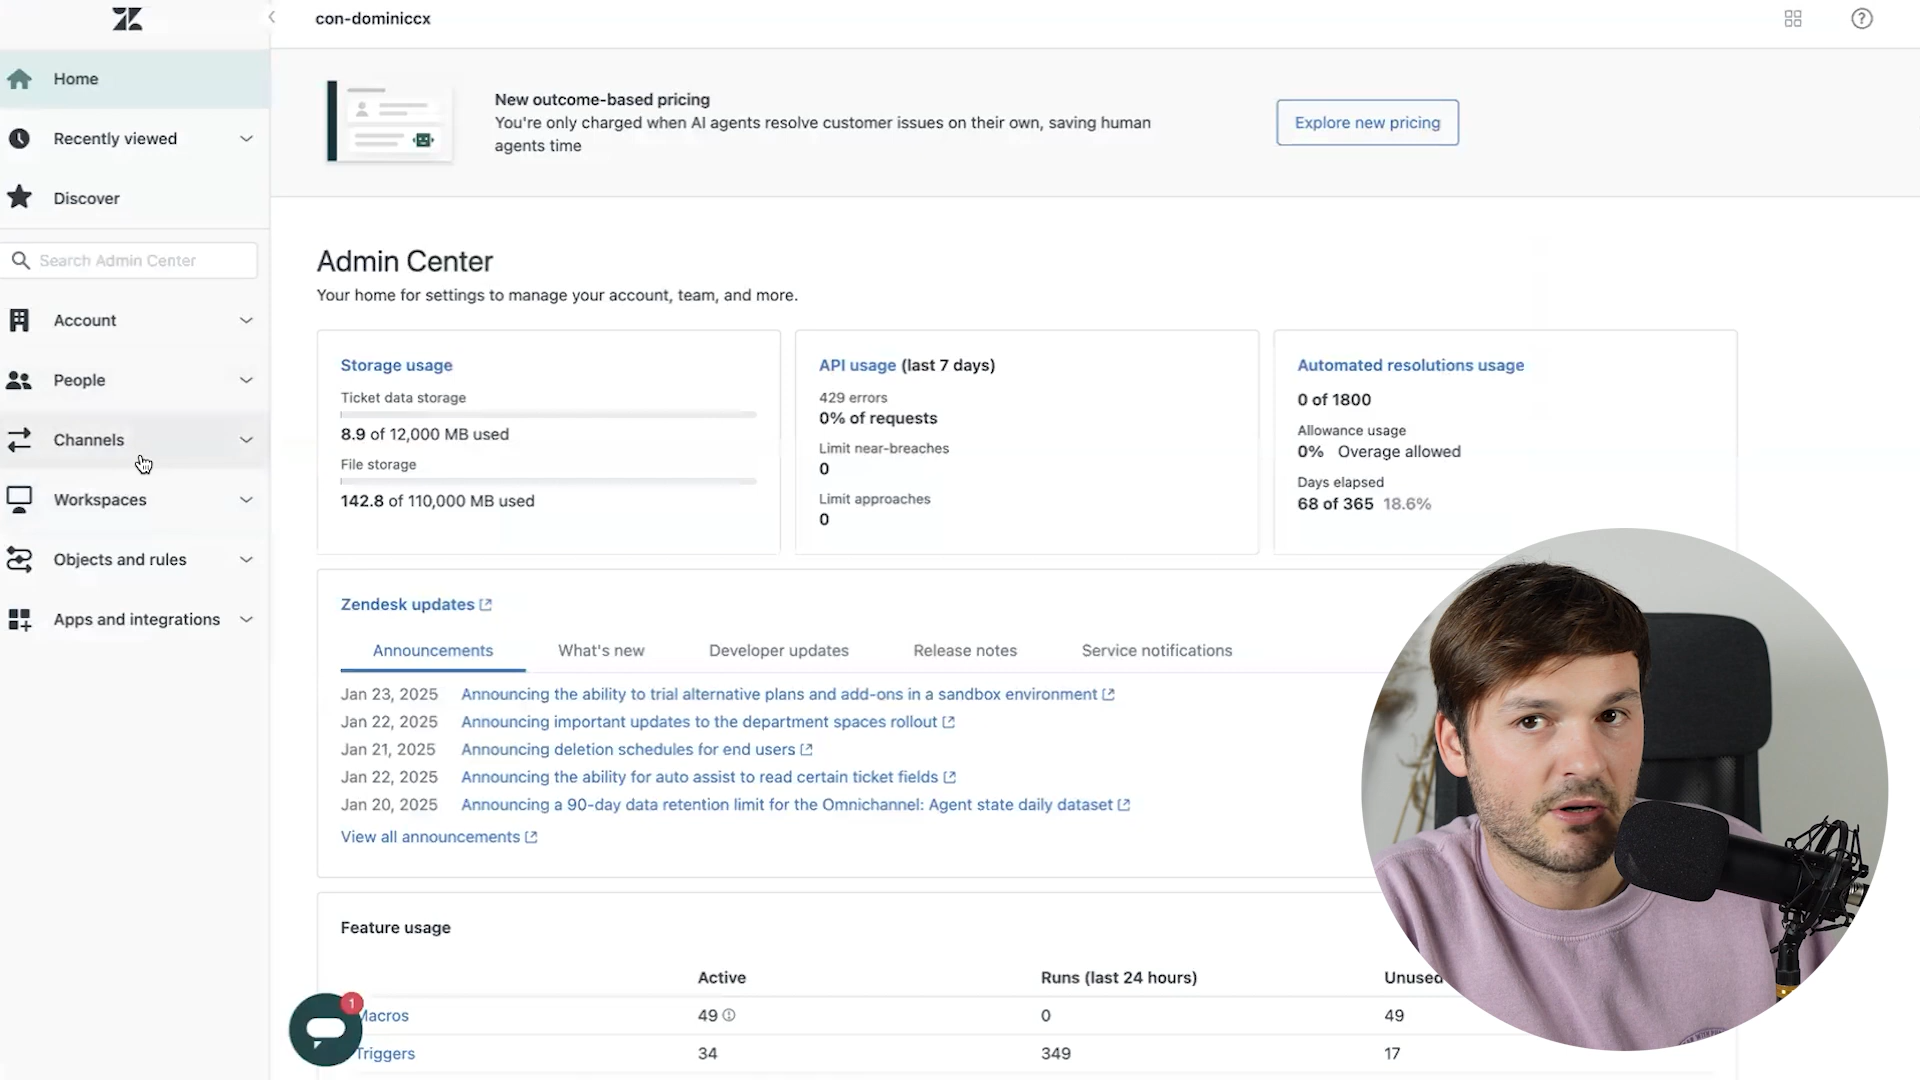 con-dominiccx
Home
Recently viewed
Discover
Search Admin Center
Account
People
Channels
Workspaces
Objects and rules
Apps and integrations
New outcome-based pricing
You're only charged when AI agents resolve customer issues on their own, saving human
agents time
Explore new pricing
Admin Center
Your home for settings to manage your account, team, and more.
Storage usage
Ticket data storage
8.9 of 12,000 MB used
File storage
142.8 of 110,000 MB used
API usage (last 7 days)
429 errors
0% of requests
Limit near-breaches
0
Limit approaches
0
Automated resolutions usage
0 of 1800
Allowance usage
0% Overage allowed
Days elapsed
68 of 365 18.6%
Zendesk updates
Announcements What's new Developer updates Release notes Service notifications
Jan 23, 2025 Announcing the ability to trial alternative plans and add-ons in a sandbox environment
Jan 22, 2025 Announcing important updates to the department spaces rollout
Jan 21, 2025 Announcing deletion schedules for end users
Jan 22, 2025 Announcing the ability for auto assist to read certain ticket fields
Jan 20, 2025 Announcing a 90-day data retention limit for the Omnichannel: Agent state daily dataset
View all announcements
Feature usage
Active Runs (last 24 hours) Unused
Macros 49 0 49
Triggers 34 349 17
1